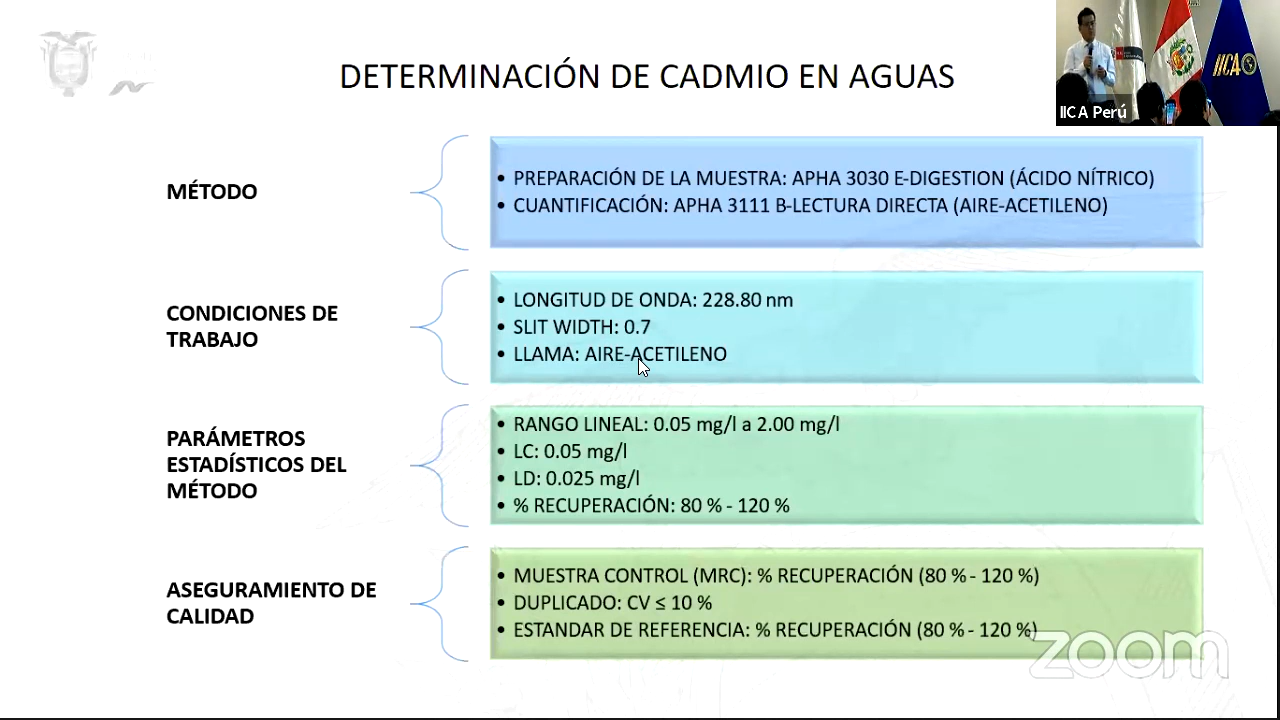 DETERMINACIÓN DE CADMIO EN AGUAS
IICA
IICA Perú
MÉTODO
• PREPARACIÓN DE LA MUESTRA: APHA 3030 E-DIGESTION (ÁCIDO NÍTRICO)
• CUANTIFICACIÓN: APHA 3111 B-LECTURA DIRECTA (AIRE-ACETILENO)
CONDICIONES DE
TRABAJO
• LONGITUD DE ONDA: 228.80 nm
• SLIT WIDTH: 0.7
• LLAMA: AIRE-ACETILENO
PARÁMETROS
ESTADÍSTICOS DEL
MÉTODO
• RANGO LINEAL: 0.05 mg/l a 2.00 mg/l
• LC: 0.05 mg/l
• LD: 0.025 mg/l
• % RECUPERACIÓN: 80 % - 120 %
ASEGURAMIENTO DE
CALIDAD
• MUESTRA CONTROL (MRC): % RECUPERACIÓN (80 % - 120 %)
• DUPLICADO: CV ≤ 10 %
• ESTANDAR DE REFERENCIA: % RECUPERACIÓN (80 % - 120 %)
zoom